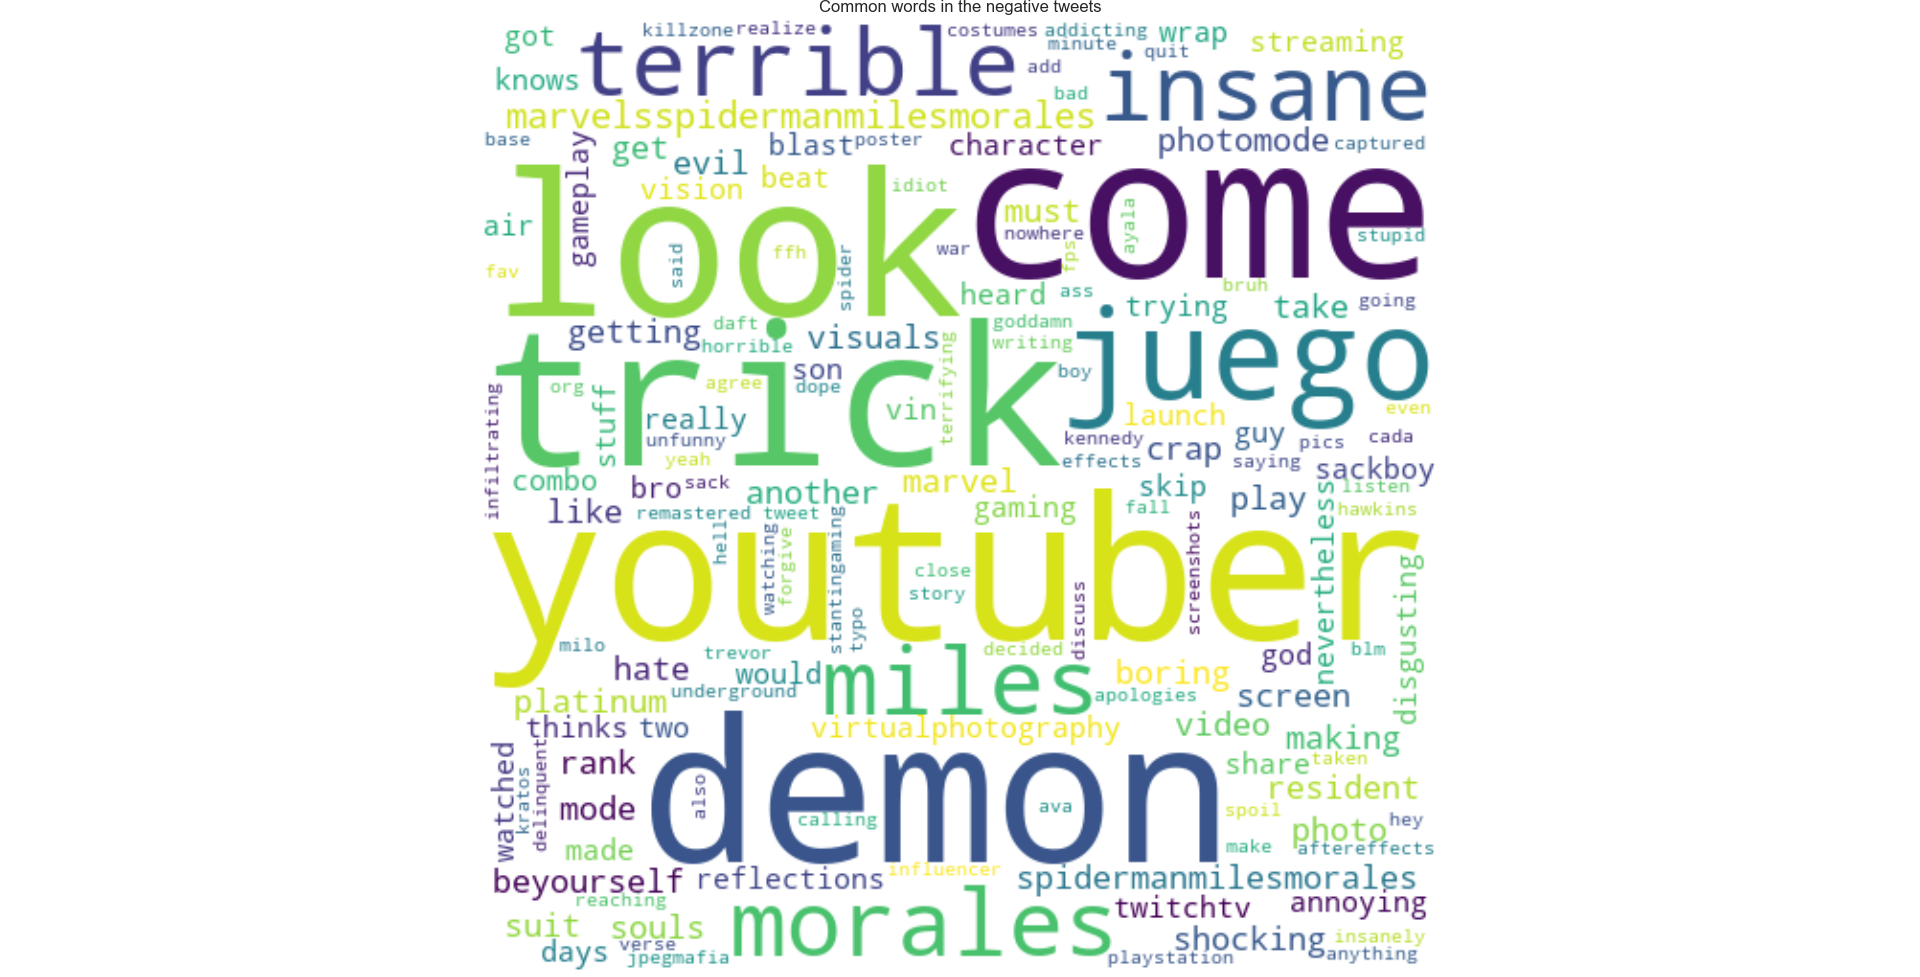 Common words in the negative tweets
got
killzone
realize
costumes
addicting
wrap
streaming
terrible
minute
quit
knows
add
insane
bad
marvelsspidermanmilesmorales
base
gameplay
get
evil
blast
poster
character
photomode
captured
look
come
vision
beat
idiot
must
ayala
air
nowhere
stupid
said
ffh
spider
war
fps
fav
heard
ass
bruh
trying
take
going
getting
daft
horrible
visuals
goddamn
writing
juego
trick
son
terrifying
boy
org
agree
dope
infiltrating
stuff
really
vin
launch
even
unfunny
kennedy
crap
guy
pics
cada
yeah
effects
saying
sackboy
combo
bro
sack
another
marvel
skip
play
listen
like
remastered
tweet
gaming
fall
hawkins
youtuber
hell
watching
forgive
stantingaming
close
story
typo
discuss
screenshots
nevertheless
disgusting
milo
trevor
decided
god
blm
hate
would
miles
boring
platinum
underground
apologies
screen
thinks
two
virtualphotography
video
making
demon
watched
kratos
delinquent
rank
share
taken
mode
also
calling
ava
resident
spoil
photo
hey
made
make
aftereffects
beyourself
reflections
influencer
spidermanmilesmorales
reaching
morales
twitchtv
annoying
suit
souls
shocking
insanely
days
verse
jpegmafia
playstation
anything